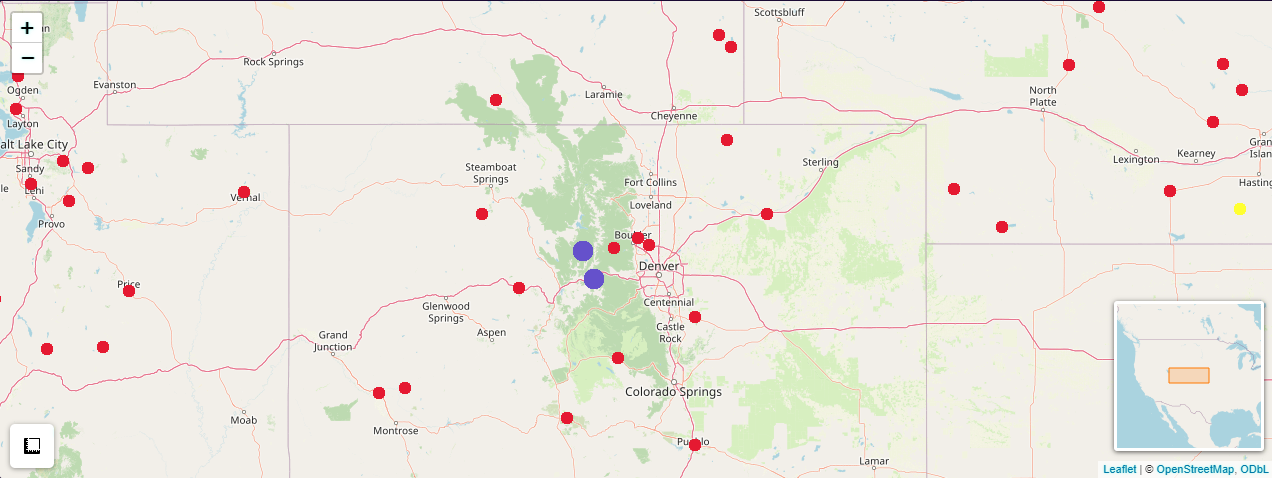 Scottsbluff
+
−
Rock Springs
Evanston
Ogden
Laramie
North
Platte
Cheyenne
Layton
alt Lake City
Sandy
Lehi
Provo
Vernal
Steamboat
Springs
Fort Collins
Loveland
Sterling
Lexington
Kearney
Gran
Islan
Hasting
Boulder
Denver
Centennial
Castle
Rock
Price
Glenwood
Springs
Aspen
Grand
Junction
Colorado Springs
Moab
Montrose
Pueblo
Lamar
Leaflet | © OpenStreetMap, ODbL